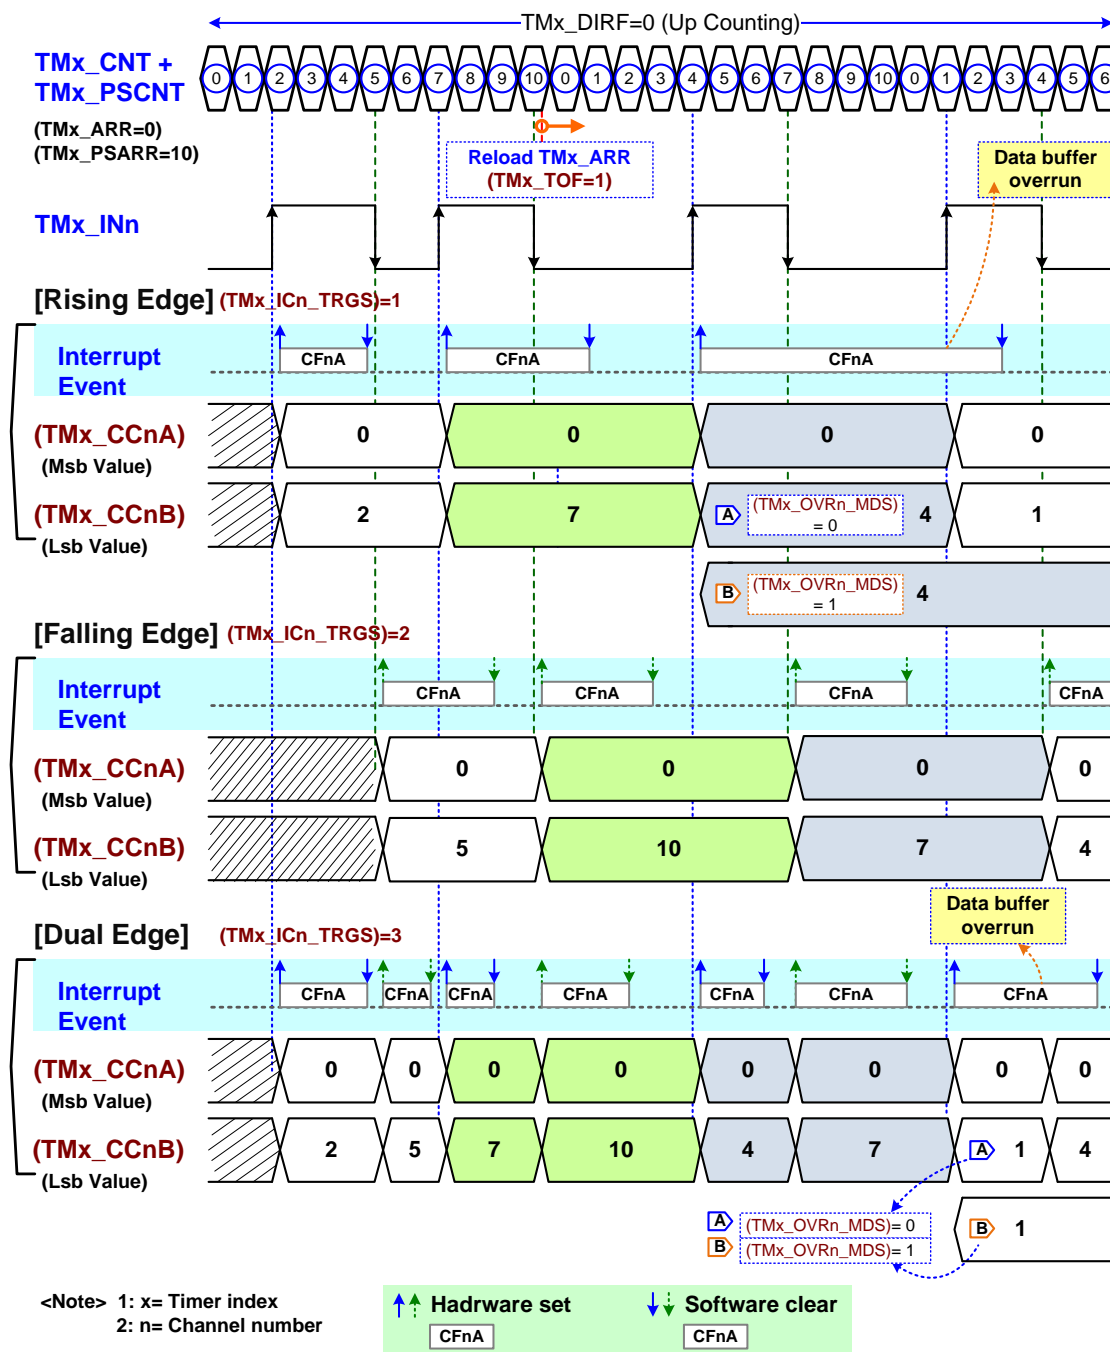 TMx_DIRF=0 (Up Counting)
TMx_CNT +
TMx_PSCNT
0 1 2 3 4 5 6 7 8 9 10 0 1 2 3 4 5 6 7 8 9 10 0 1 2 3 4 5 6
(TMx_ARR=0)
(TMx_PSARR=10)
Reload TMx_ARR
(TMx_TOF=1)
Data buffer
overrun
TMx_INn
[Rising Edge] (TMx_ICn_TRGS)=1
Interrupt
Event
CFnA CFnA CFnA
(TMx_CCnA)
(Msb Value)
0 0 0 0
(TMx_CCnB)
(Lsb Value)
2 7 A (TMx_OVRn_MDS)
= 0
4 1
B (TMx_OVRn_MDS)
= 1
4
[Falling Edge] (TMx_ICn_TRGS)=2
Interrupt
Event
CFnA CFnA CFnA CFnA
(TMx_CCnA)
(Msb Value)
0 0 0 0
(TMx_CCnB)
(Lsb Value)
5 10 7 4
Data buffer
overrun
[Dual Edge] (TMx_ICn_TRGS)=3
Interrupt
Event
CFnA CFnA CFnA CFnA CFnA CFnA CFnA
(TMx_CCnA)
(Msb Value)
0 0 0 0 0 0 0 0
(TMx_CCnB)
(Lsb Value)
2 5 7 10 4 7 A 1 4
A (TMx_OVRn_MDS)= 0
B (TMx_OVRn_MDS)= 1
B 1
<Note> 1: x= Timer index
2: n= Channel number
Hadrware set
CFnA
Software clear
CFnA